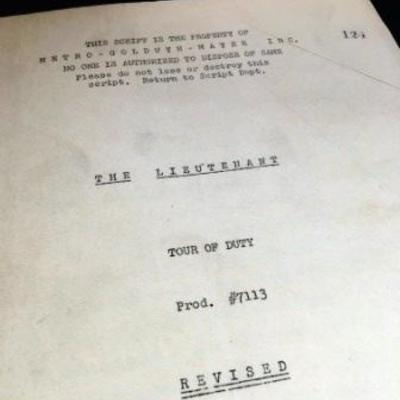 THIS SCRIPT IS THE PROPERTY OF
METRO-GOLDWYN-MAYER INC.
NO ONE IS AUTHORIZED TO DISPOSE OF SAME
Please do not lose or destroy this
script. Return to Script Dept.
124
THE LIEUTENANT
TOUR OF DUTY
Prod. #7113
REVISED